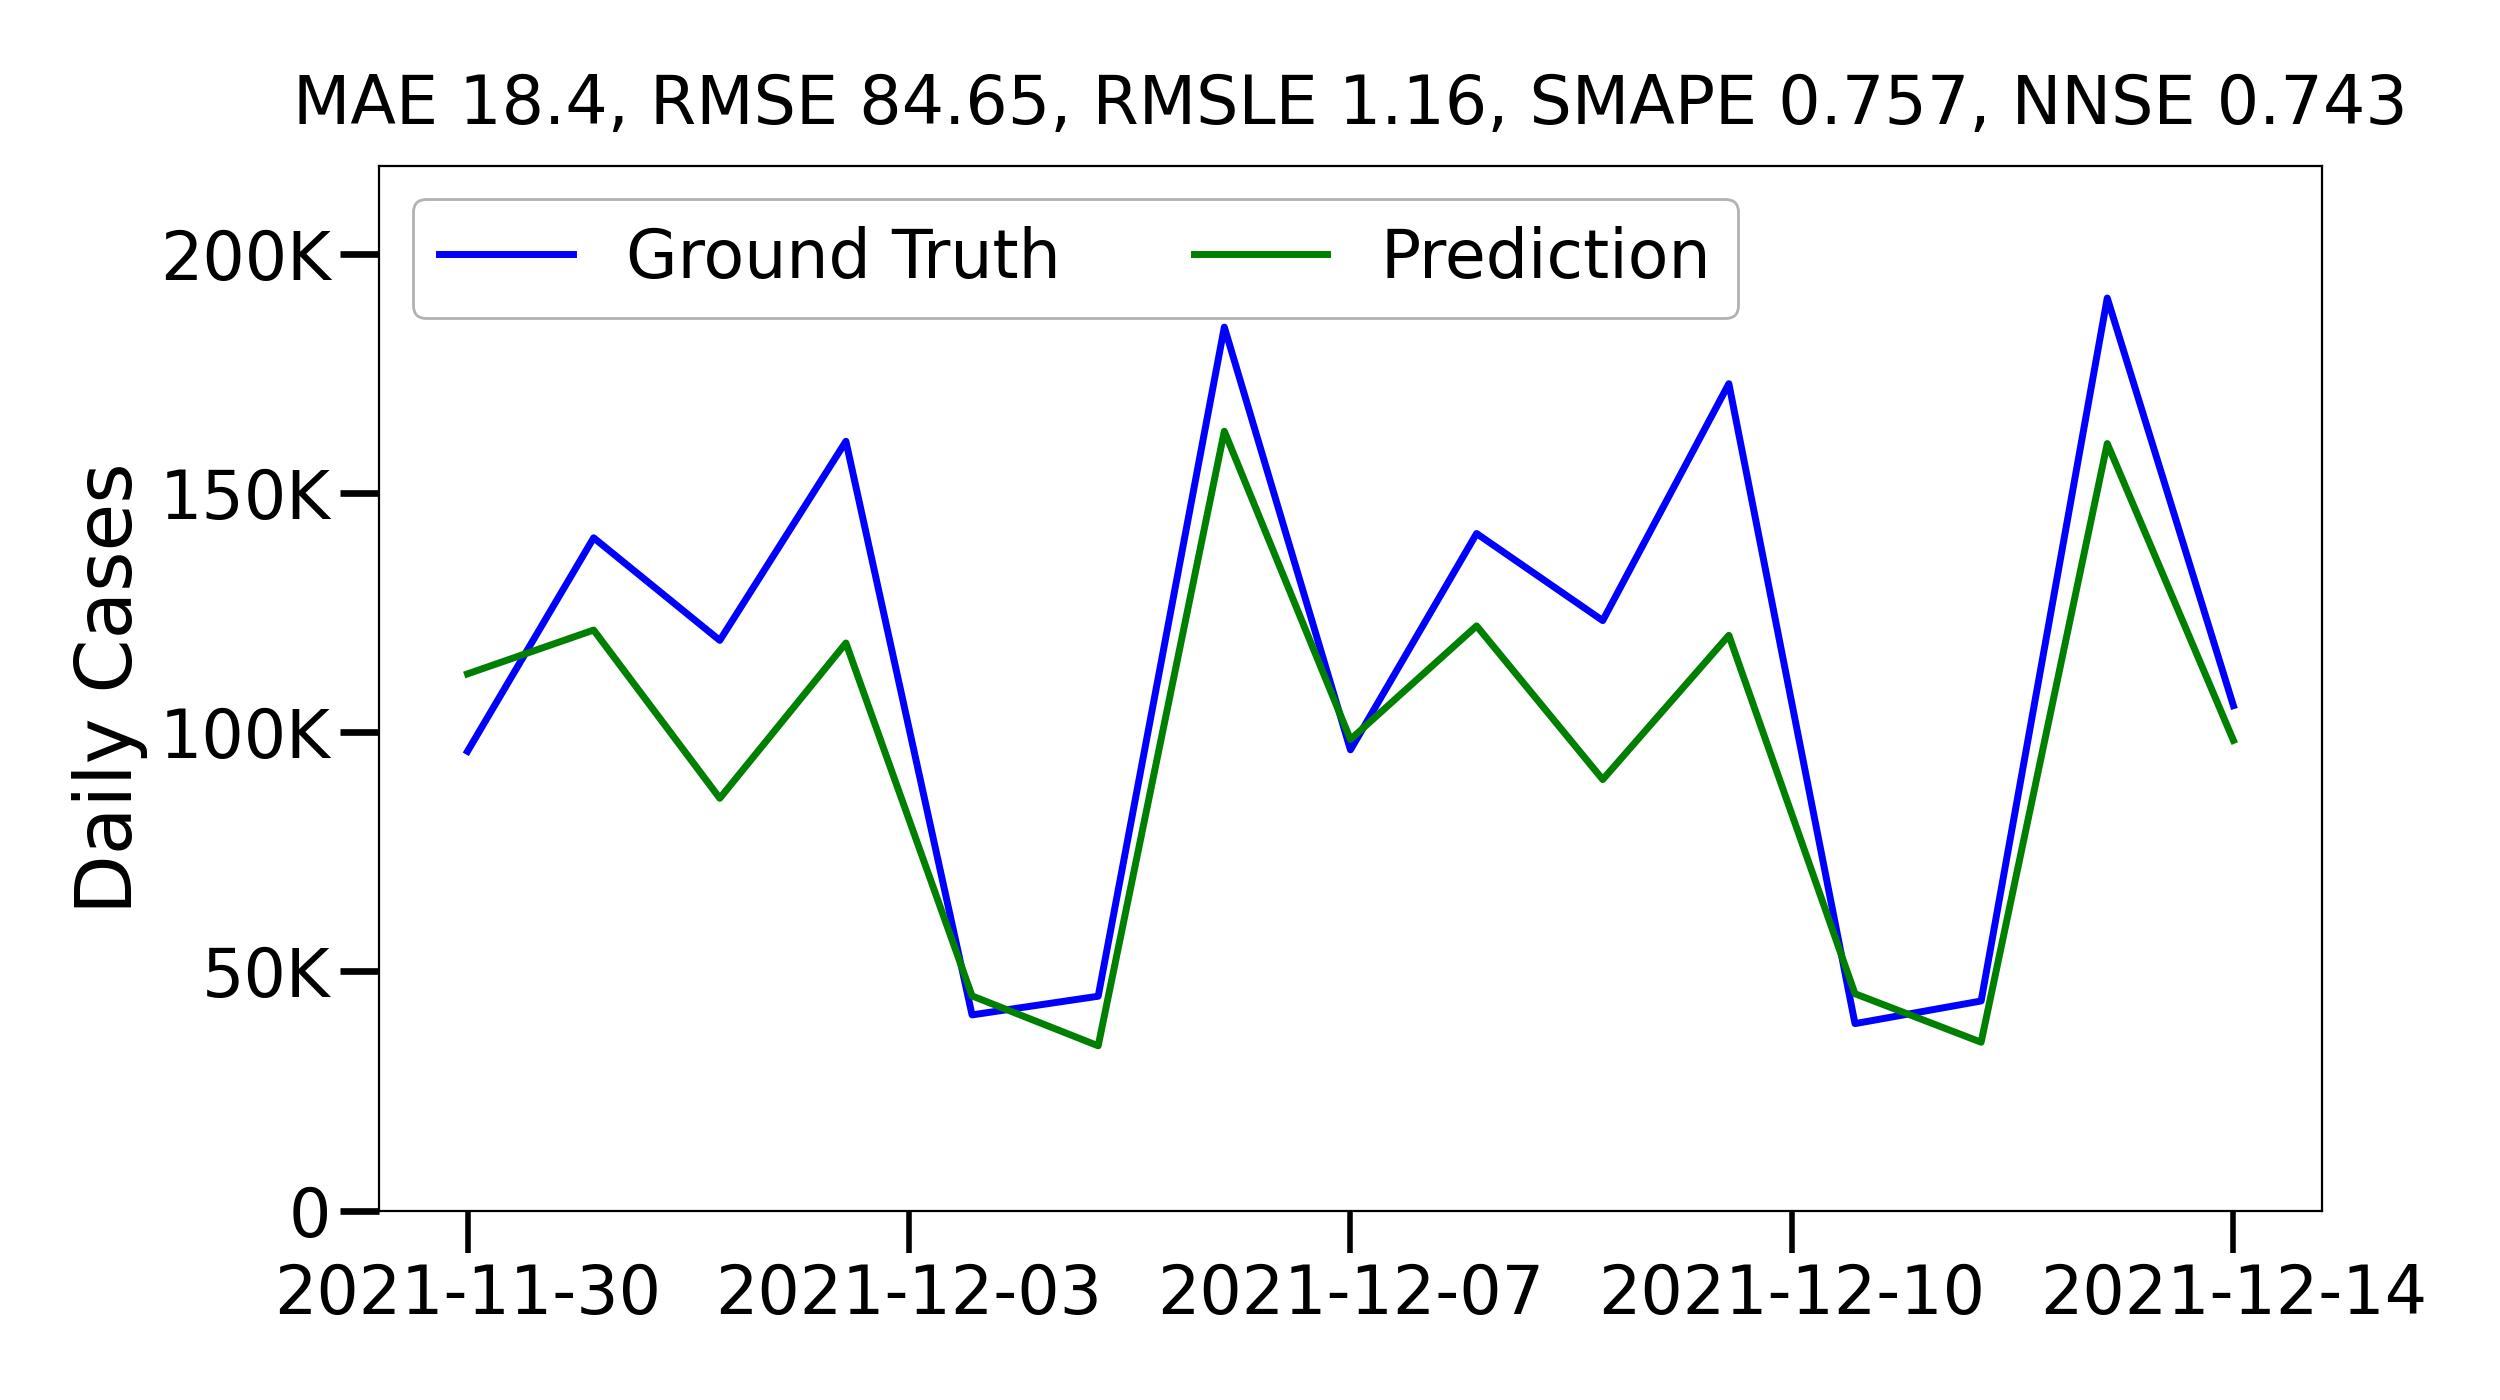 MAE 18.4, RMSE 84.65, RMSLE 1.16, SMAPE 0.757, NNSE 0.743
Ground Truth Prediction
Daily Cases
200K
150K
100K
50K
0
2021-11-30 2021-12-03 2021-12-07 2021-12-10 2021-12-14